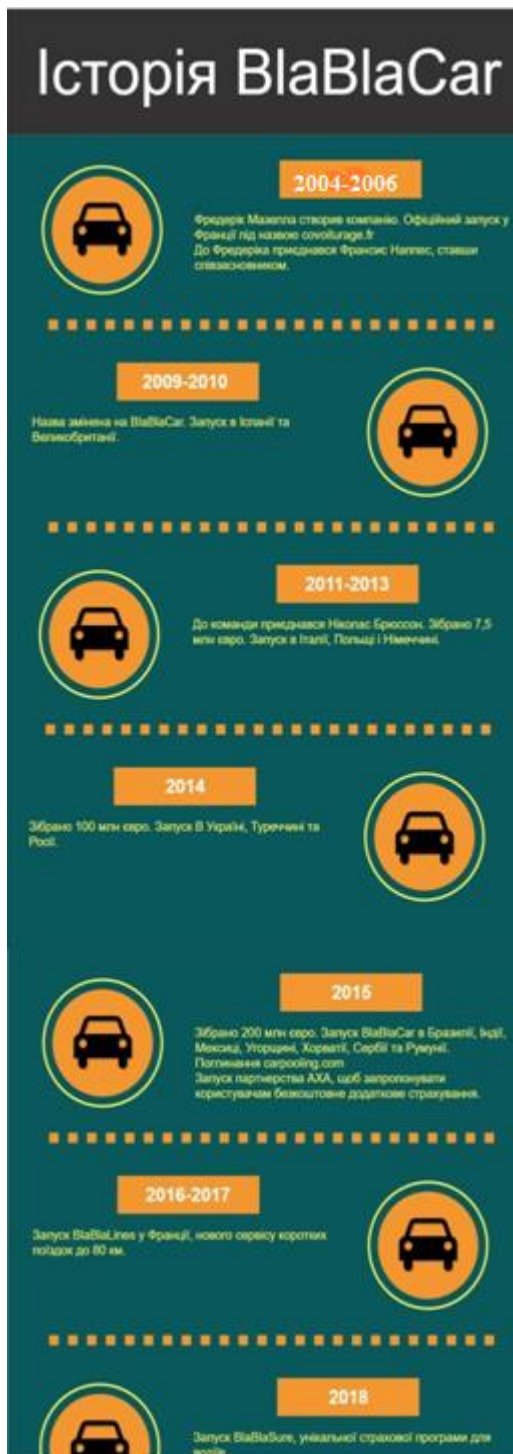 Історія BlaBlaCar
2004-2006
Фредерік Мазелла створив компанію. Офіційний запуск у
Франції під назвою covoiturage.fr
До Фредеріка приєднався Франсис Наппес, ставши
співзасновником.
2009-2010
Назва змінена на BlaBlaCar. Запуск в Іспанії та
Великобританії.
2011-2013
До команди приєднався Ніколас Брюссон. Зібрано 7,5
млн євро. Запуск в Італії, Польщі і Німеччині.
2014
Зібрано 100 млн євро. Запуск В Україні, Туреччині та
Росії.
2015
Зібрано 200 млн євро. Запуск BlaBlaCar в Бразилії, Індії,
Мексиці, Угорщині, Хорватії, Сербії та Румунії.
Поглинання carpooling.com
Запуск партнерства AXA, щоб запропонувати
користувачам безкоштовне додаткове страхування.
2016-2017
Запуск BlaBlaLines у Франції, нового сервісу коротких
поїздок до 80 км.
2018
Запуск BlaBlaSure, унікальної страхової програми для
водіїв